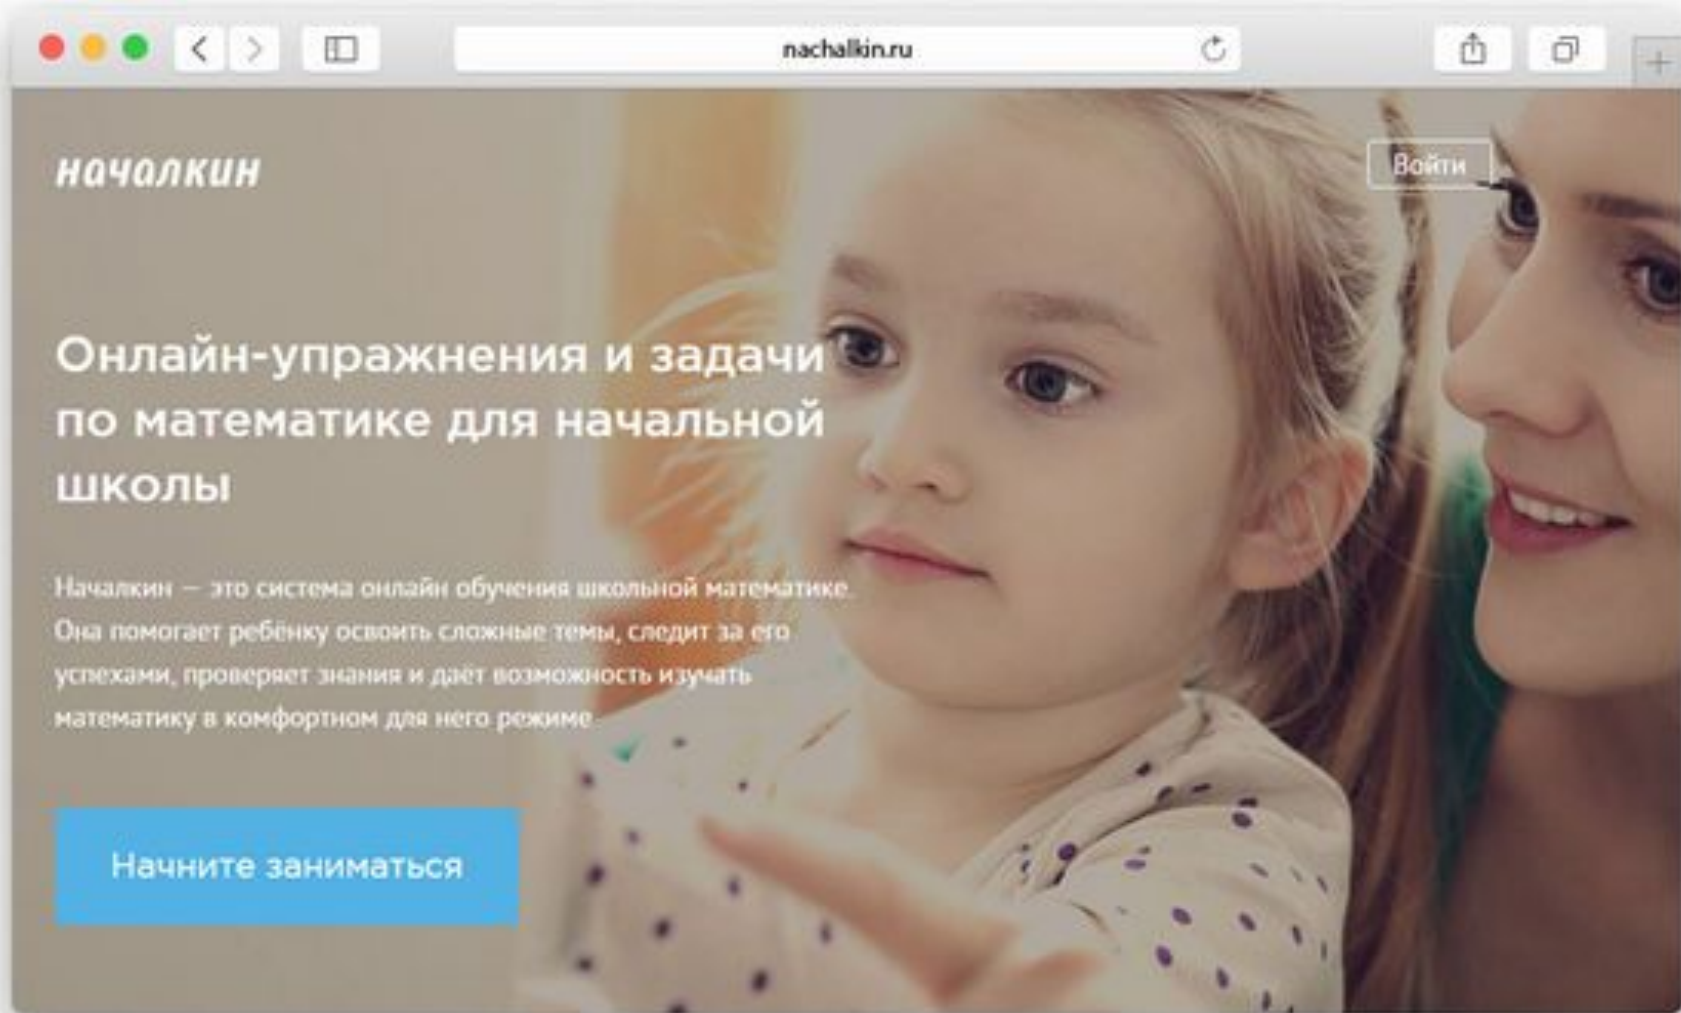 nachalkin.ru
началкин
Войти
Онлайн-упражнения и задачи
по математике для начальной
школы
Началкин — это система онлайн обучения школьной математике.
Она помогает ребёнку освоить сложные темы, следит за его
успехами, проверяет знания и даёт возможность изучать
математику в комфортном для него режиме
Начните заниматься